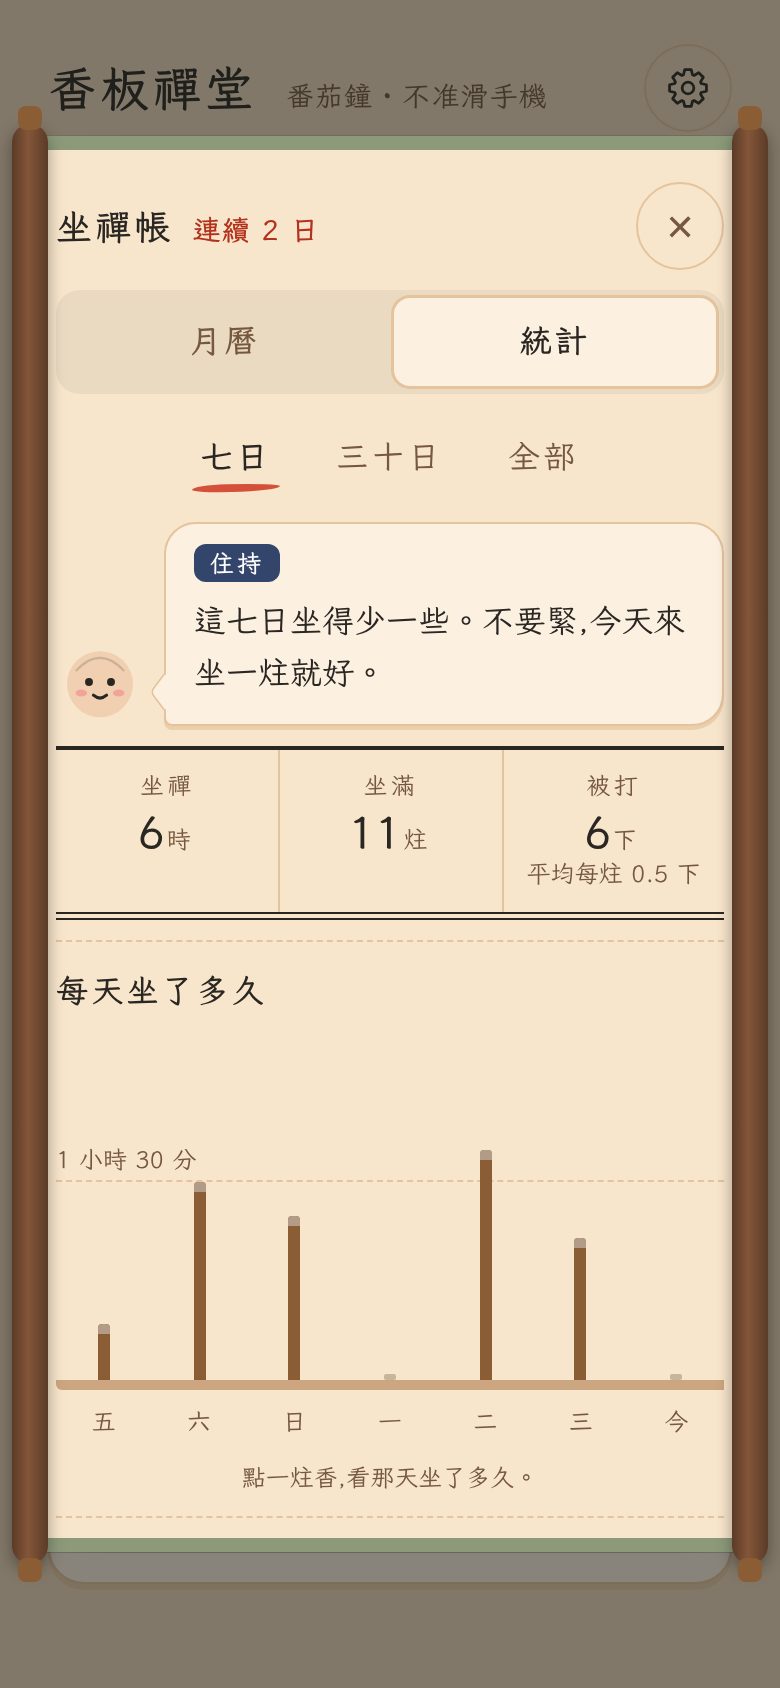 香板禪堂 番茄鐘・不准滑手機
坐禪帳 連續 2 日
月曆 統計
七日 三十日 全部
住持
這七日坐得少一些。不要緊,今天來
坐一炷就好。
坐禪 坐滿 被打
6時 11炷 6下
平均每炷 0.5 下
每天坐了多久
1 小時 30 分
五 六 日 一 二 三 今
點一炷香,看那天坐了多久。